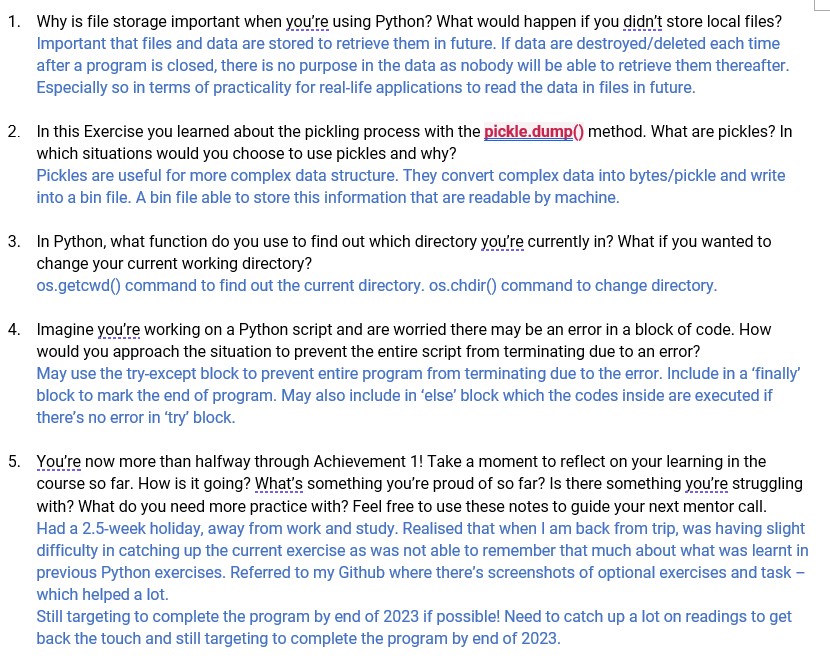 1. Why is file storage important when you're using Python? What would happen if you didn't store local files?
Important that files and data are stored to retrieve them in future. If data are destroyed/deleted each time
after a program is closed, there is no purpose in the data as nobody will be able to retrieve them thereafter.
Especially so in terms of practicality for real-life applications to read the data in files in future.
2. In this Exercise you learned about the pickling process with the pickle.dump() method. What are pickles? In
which situations would you choose to use pickles and why?
Pickles are useful for more complex data structure. They convert complex data into bytes/pickle and write
into a bin file. A bin file able to store this information that are readable by machine.
3. In Python, what function do you use to find out which directory you're currently in? What if you wanted to
change your current working directory?
os.getcwd() command to find out the current directory. os.chdir() command to change directory.
4. Imagine you're working on a Python script and are worried there may be an error in a block of code. How
would you approach the situation to prevent the entire script from terminating due to an error?
May use the try-except block to prevent entire program from terminating due to the error. Include in a ‘finally’
block to mark the end of program. May also include in ‘else’ block which the codes inside are executed if
there's no error in ‘try’ block.
5. You're now more than halfway through Achievement 1! Take a moment to reflect on your learning in the
course so far. How is it going? What's something you're proud of so far? Is there something you're struggling
with? What do you need more practice with? Feel free to use these notes to guide your next mentor call.
Had a 2.5-week holiday, away from work and study. Realised that when I am back from trip, was having slight
difficulty in catching up the current exercise as was not able to remember that much about what was learnt in
previous Python exercises. Referred to my Github where there's screenshots of optional exercises and task –
which helped a lot.
Still targeting to complete the program by end of 2023 if possible! Need to catch up a lot on readings to get
back the touch and still targeting to complete the program by end of 2023.